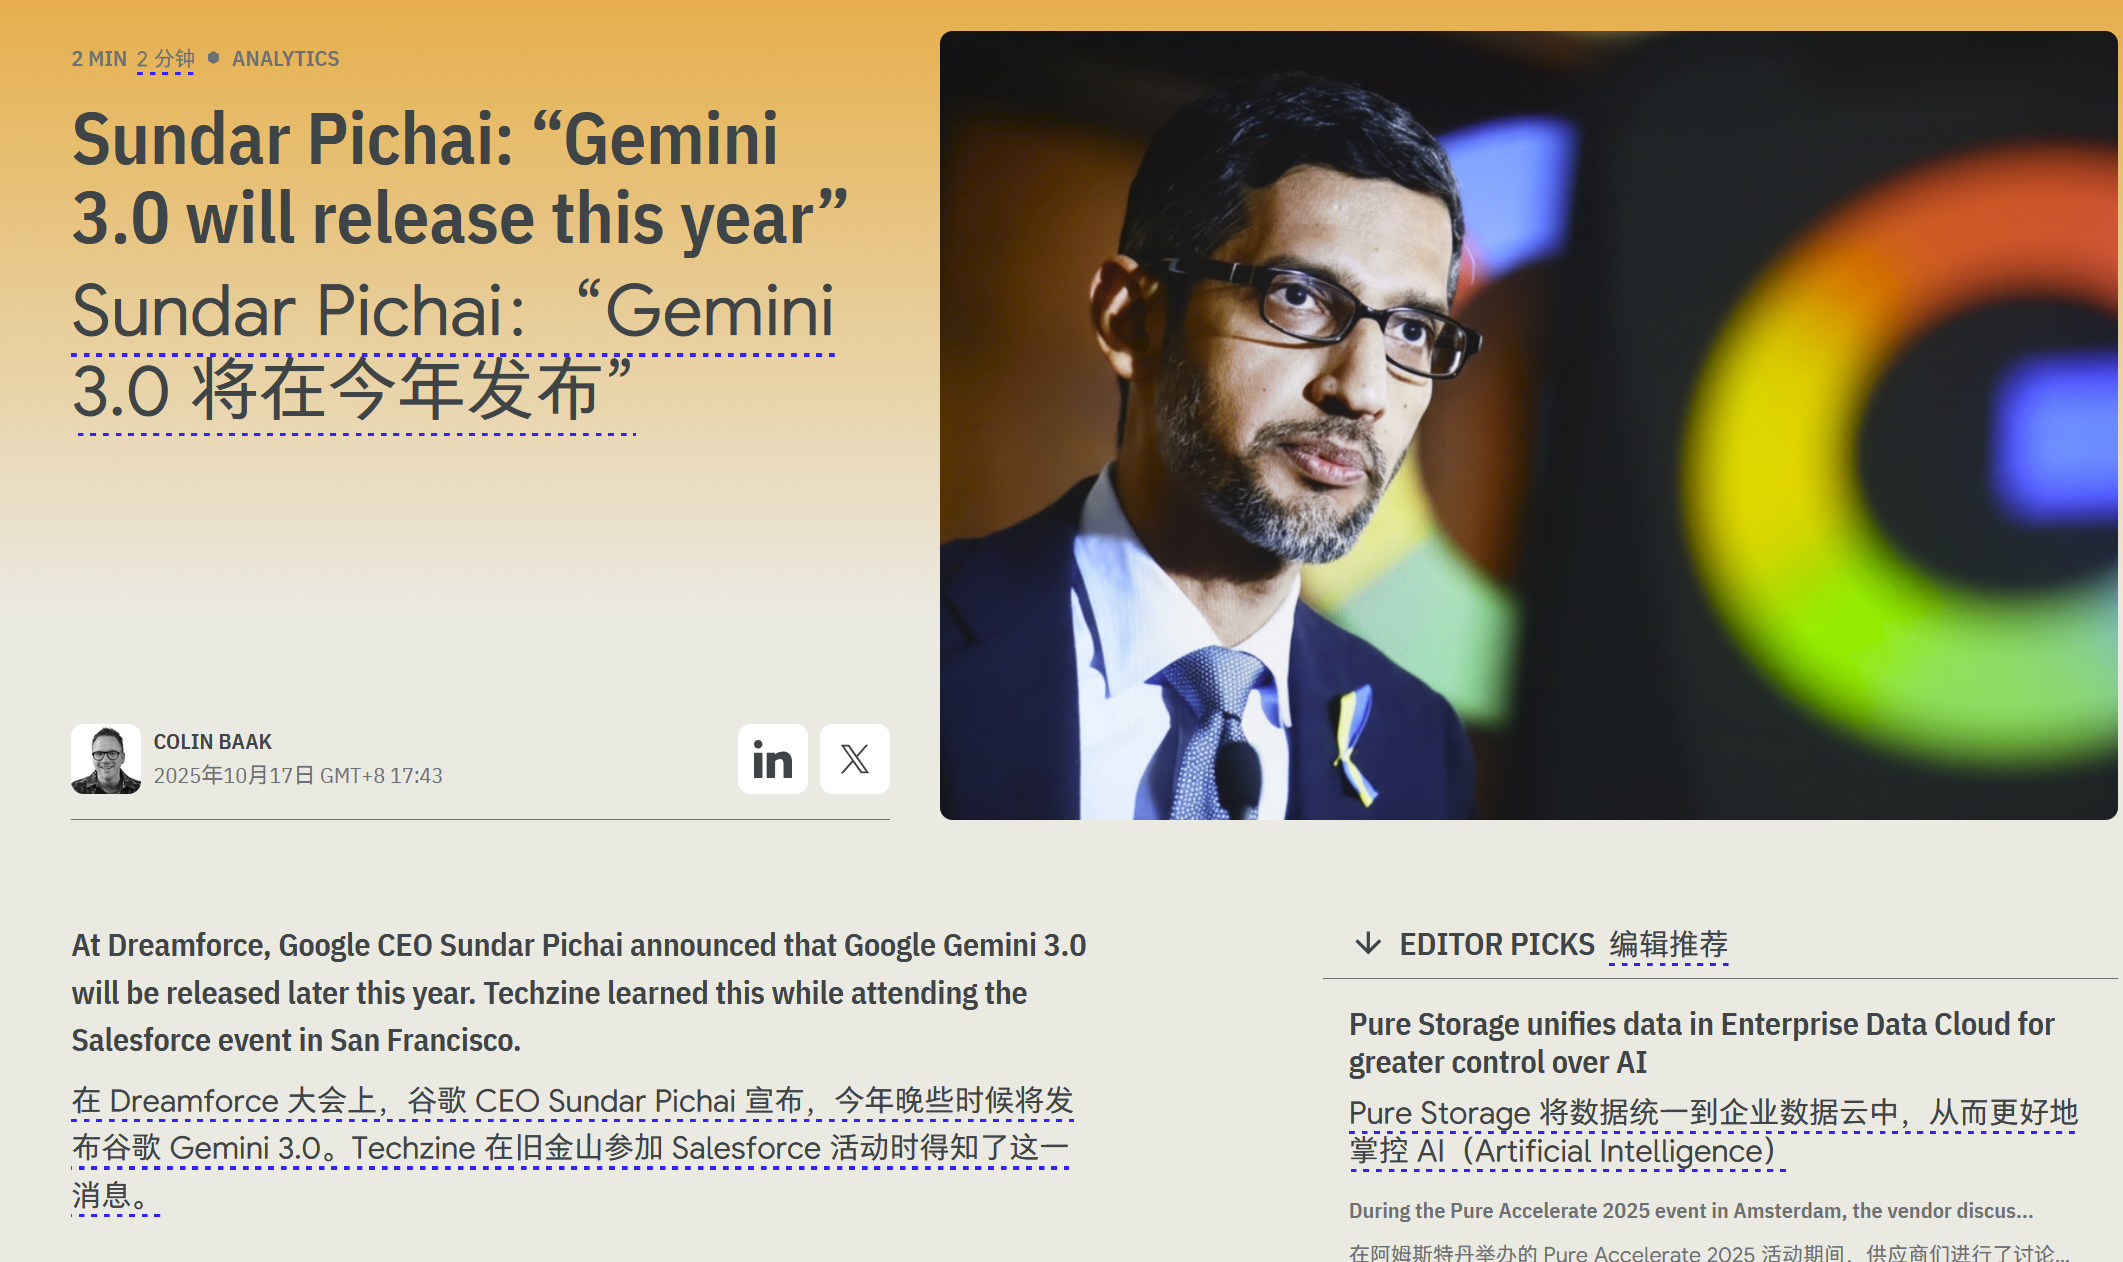 2 MIN 2 分钟 ● ANALYTICS
Sundar Pichai: “Gemini
3.0 will release this year”
Sundar Pichai：“Gemini
3.0 将在今年发布”
COLIN BAAK
2025年10月17日 GMT+8 17:43
in X
At Dreamforce, Google CEO Sundar Pichai announced that Google Gemini 3.0
will be released later this year. Techzine learned this while attending the
Salesforce event in San Francisco.
在 Dreamforce 大会上，谷歌 CEO Sundar Pichai 宣布，今年晚些时候将发
布谷歌 Gemini 3.0。Techzine 在旧金山参加 Salesforce 活动时得知了这一
消息。
↓ EDITOR PICKS 编辑推荐
Pure Storage unifies data in Enterprise Data Cloud for
greater control over AI
Pure Storage 将数据统一到企业数据云中，从而更好地
掌控 AI（Artificial Intelligence）
During the Pure Accelerate 2025 event in Amsterdam, the vendor discus...
在阿姆斯特丹举办的 Pure Accelerate 2025 活动期间，供应商们进行了讨论...